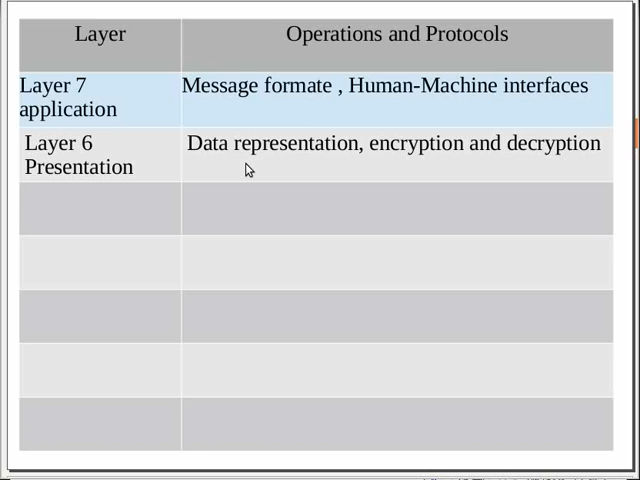 Layer
Operations and Protocols
Layer 7
application
Message formate , Human-Machine interfaces
Layer 6
Presentation
Data representation, encryption and decryption